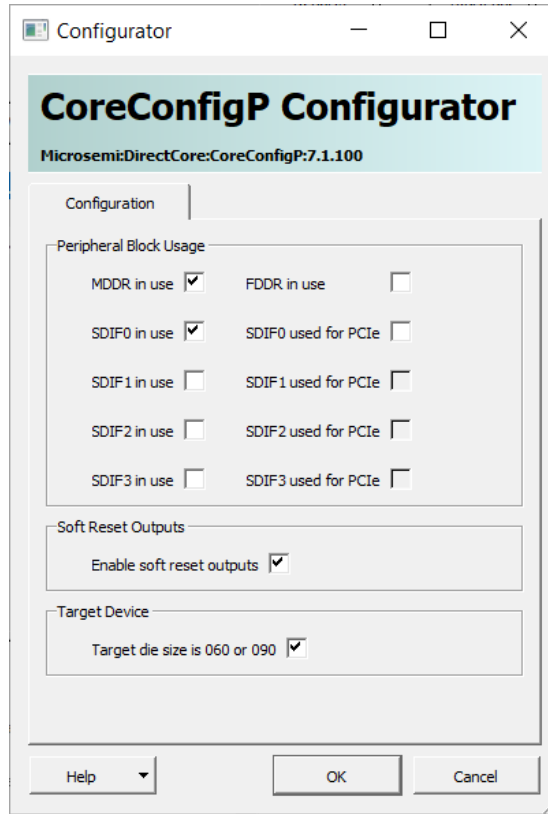 Configurator
CoreConfigP Configurator
Microsemi:DirectCore:CoreConfigP:7.1.100
Configuration
Peripheral Block Usage
MDDR in use FDDR in use
SDIF0 in use SDIF0 used for PCIe
SDIF1 in use SDIF1 used for PCIe
SDIF2 in use SDIF2 used for PCIe
SDIF3 in use SDIF3 used for PCIe
Soft Reset Outputs
Enable soft reset outputs
Target Device
Target die size is 060 or 090
Help OK Cancel